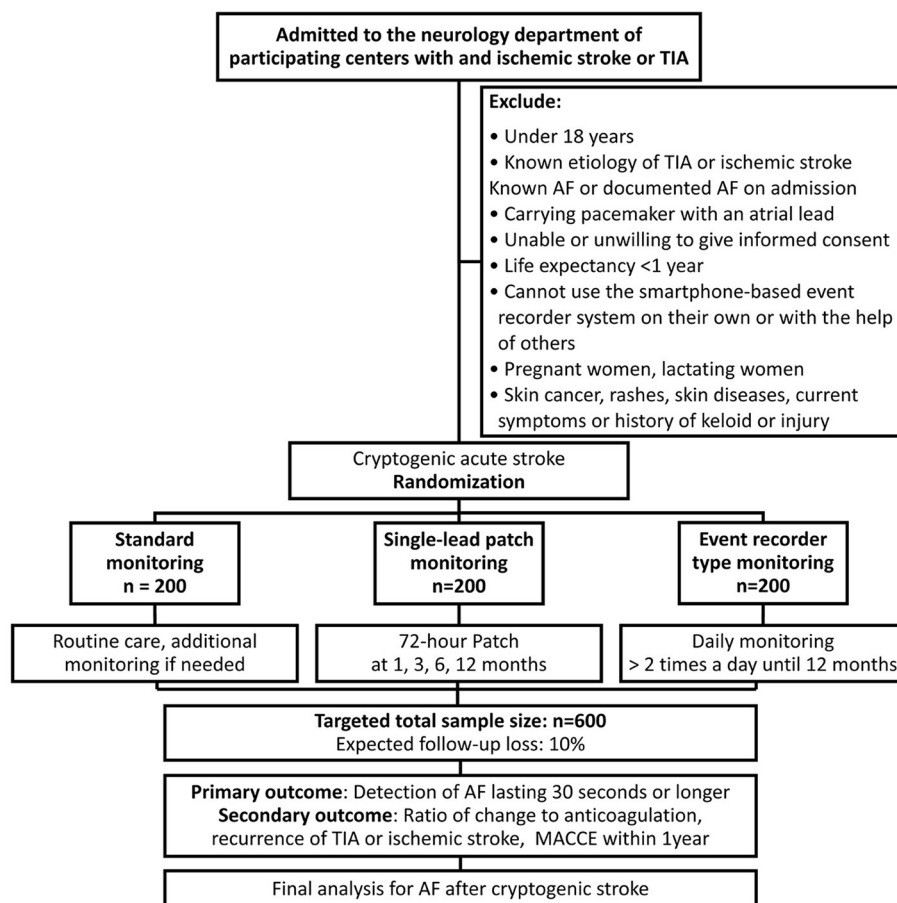 Admitted to the neurology department of
participating centers with and ischemic stroke or TIA
Exclude:
• Under 18 years
• Known etiology of TIA or ischemic stroke
Known AF or documented AF on admission
• Carrying pacemaker with an atrial lead
• Unable or unwilling to give informed consent
• Life expectancy <1 year
• Cannot use the smartphone-based event
recorder system on their own or with the help
of others
• Pregnant women, lactating women
• Skin cancer, rashes, skin diseases, current
symptoms or history of keloid or injury
Cryptogenic acute stroke
Randomization
Standard
monitoring
n = 200
Single-lead patch
monitoring
n=200
Event recorder
type monitoring
n=200
Routine care, additional
monitoring if needed
72-hour Patch
at 1, 3, 6, 12 months
Daily monitoring
> 2 times a day until 12 months
Targeted total sample size: n=600
Expected follow-up loss: 10%
Primary outcome: Detection of AF lasting 30 seconds or longer
Secondary outcome: Ratio of change to anticoagulation,
recurrence of TIA or ischemic stroke, MACCE within 1year
Final analysis for AF after cryptogenic stroke